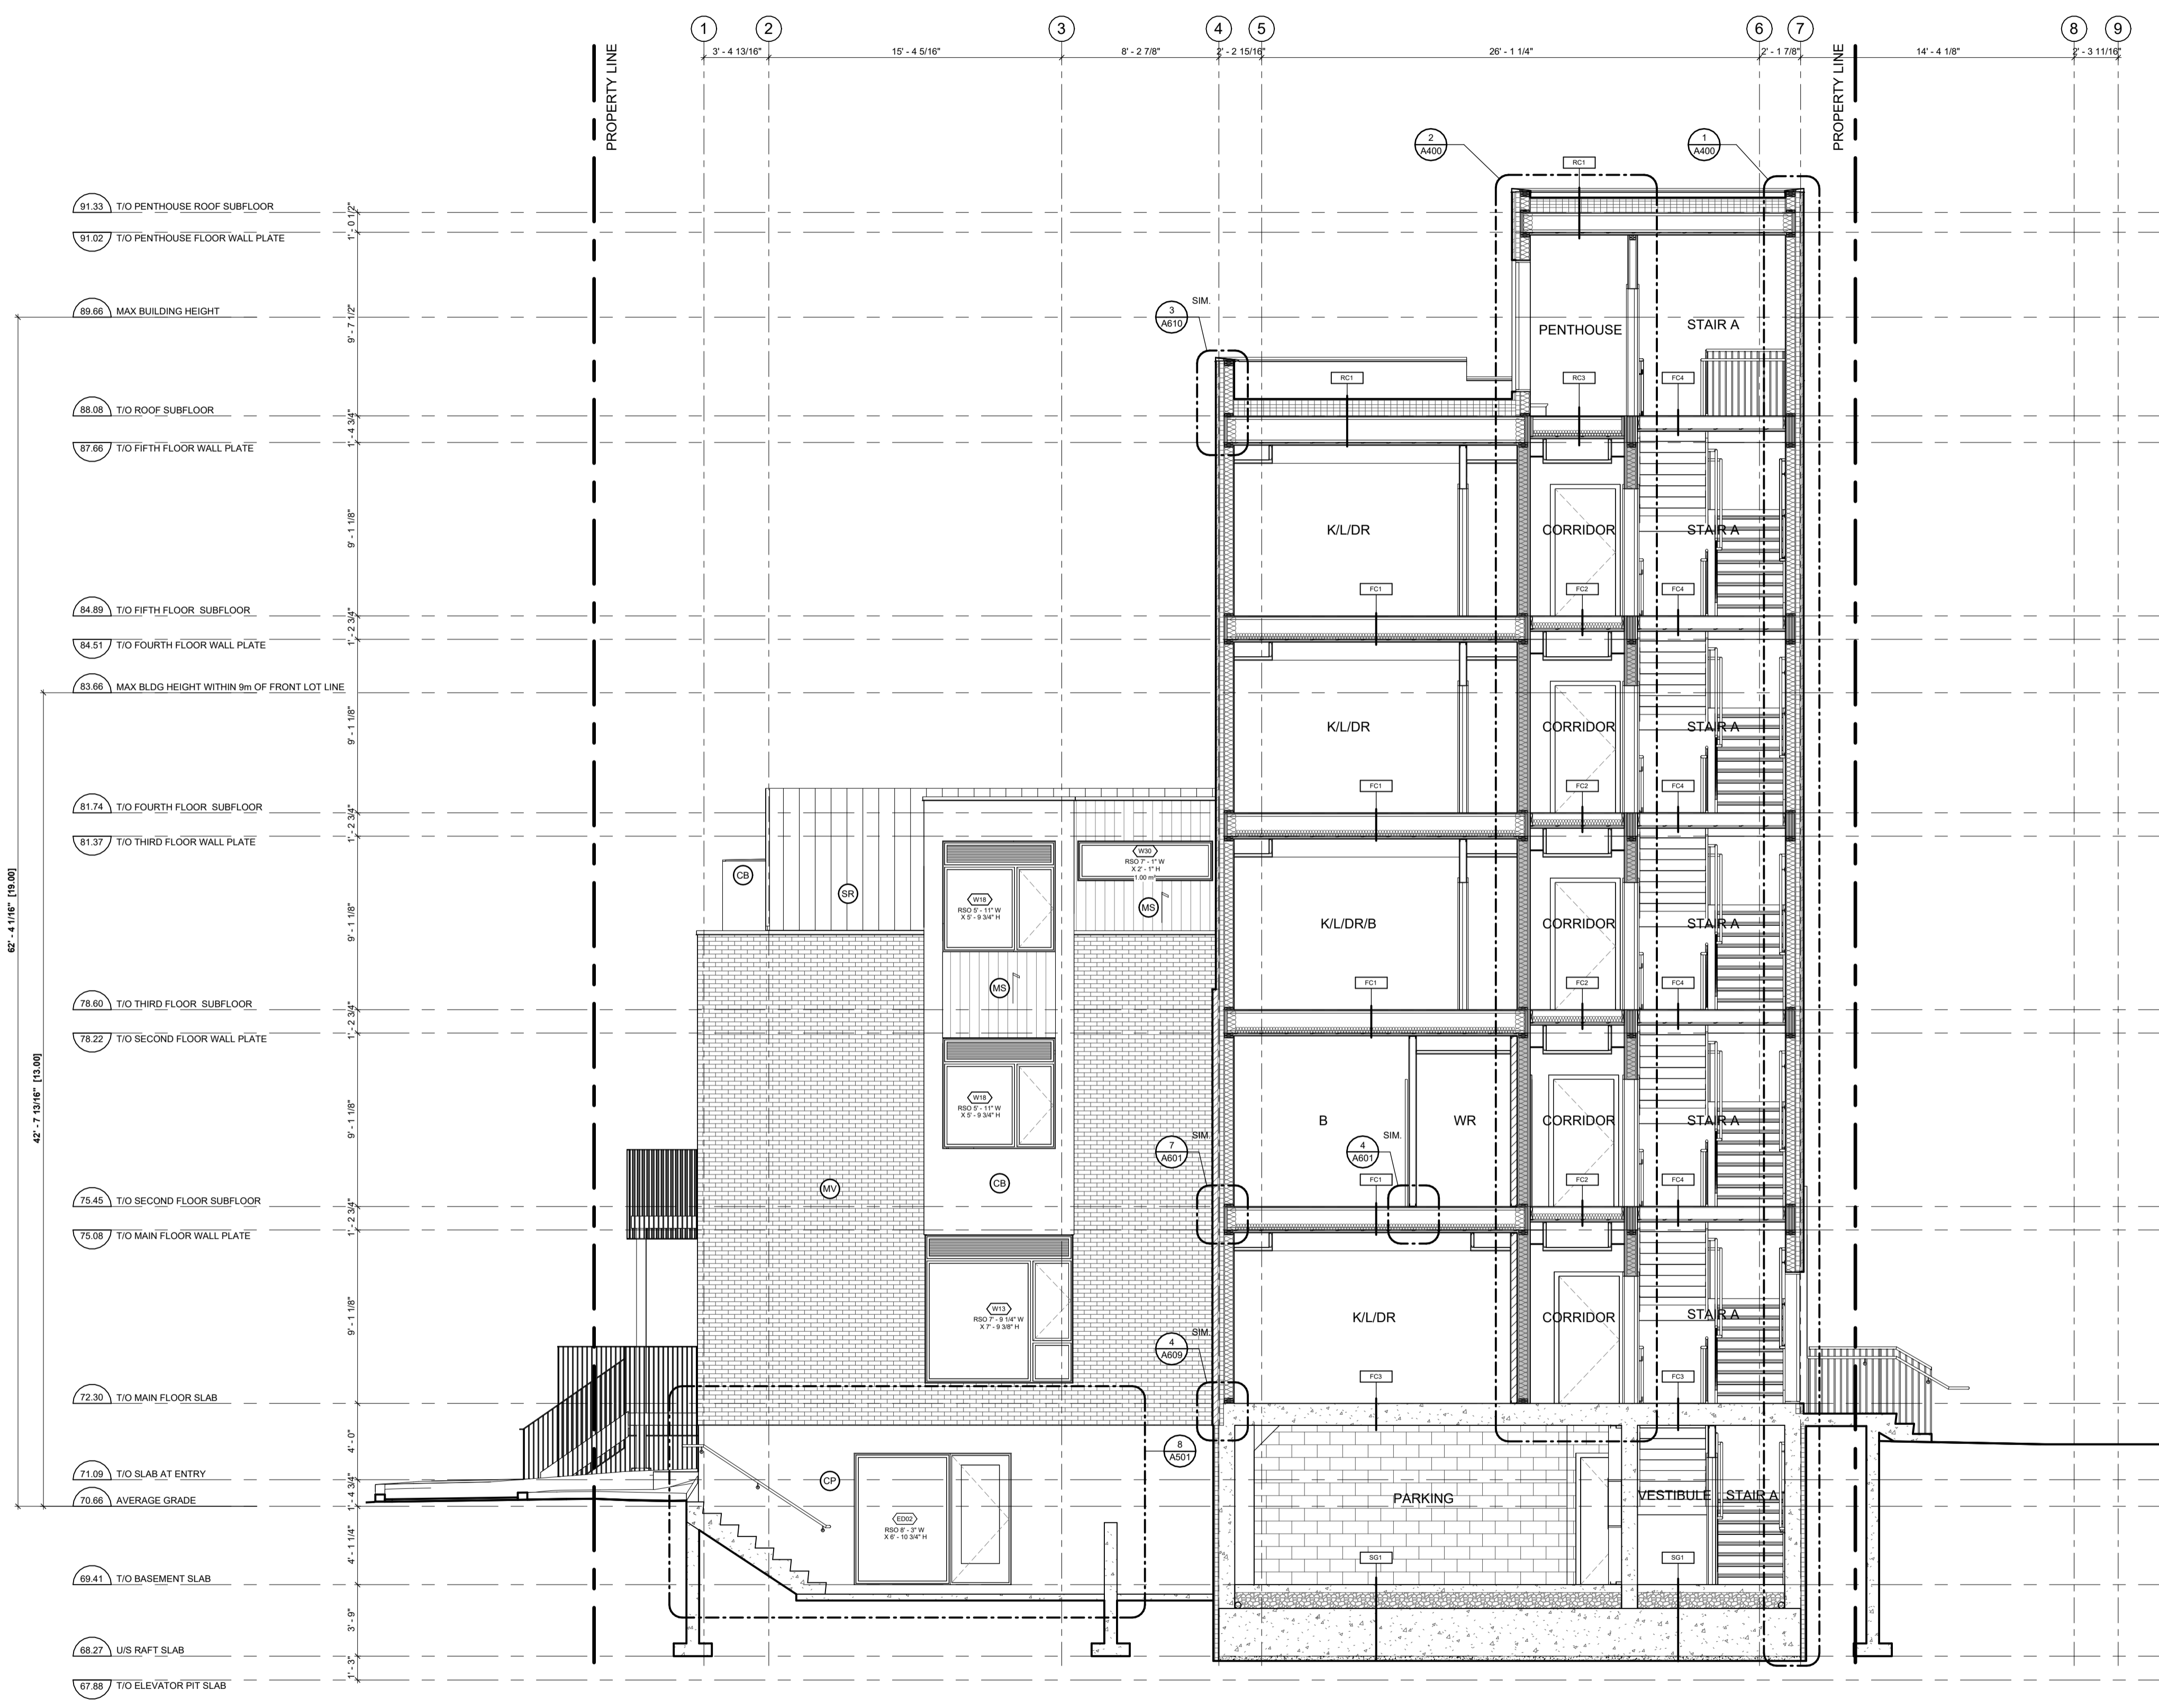 1
2
3
4
5
6
7
8
9
3' - 4 13/16"
15' - 4 5/16"
8' - 2 7/8"
2' - 2 15/16"
26' - 1 1/4"
2' - 1 7/8"
14' - 4 1/8"
2' - 3 11/16"
PROPERTY LINE
PROPERTY LINE
2
A400
1
A400
RC1
91.33 T/O PENTHOUSE ROOF SUBFLOOR
1' - 0 1/2"
91.02 T/O PENTHOUSE FLOOR WALL PLATE
9' - 7 1/2"
89.66 MAX BUILDING HEIGHT
SIM.
3
A610
PENTHOUSE
STAIR A
RC1
RC3
FC4
88.08 T/O ROOF SUBFLOOR
1' - 4 3/4"
87.66 T/O FIFTH FLOOR WALL PLATE
9' - 1 1/8"
K/L/DR
CORRIDOR
STAIR A
FC1
FC2
FC4
84.89 T/O FIFTH FLOOR SUBFLOOR
1' - 2 3/4"
84.51 T/O FOURTH FLOOR WALL PLATE
83.66 MAX BLDG HEIGHT WITHIN 9m OF FRONT LOT LINE
9' - 1 1/8"
K/L/DR
CORRIDOR
STAIR A
FC1
FC2
FC4
81.74 T/O FOURTH FLOOR SUBFLOOR
1' - 2 3/4"
81.37 T/O THIRD FLOOR WALL PLATE
W30
RSO 7' - 1" W
X 2' - 1" H
1.00 m²
CB
SR
W18
RSO 5' - 11" W
X 5' - 9 3/4" H
MS
9' - 1 1/8"
K/L/DR/B
CORRIDOR
STAIR A
62' - 4 1/16" [19.00]
MS
FC1
FC2
FC4
78.60 T/O THIRD FLOOR SUBFLOOR
1' - 2 3/4"
78.22 T/O SECOND FLOOR WALL PLATE
42' - 7 13/16" [13.00]
W18
RSO 5' - 11" W
X 5' - 9 3/4" H
9' - 1 1/8"
B
WR
CORRIDOR
STAIR A
SIM.
7
A601
SIM.
4
A601
MV
CB
FC1
FC2
FC4
75.45 T/O SECOND FLOOR SUBFLOOR
1' - 2 3/4"
75.08 T/O MAIN FLOOR WALL PLATE
9' - 1 1/8"
W13
RSO 7' - 9 1/4" W
X 7' - 9 3/8" H
K/L/DR
CORRIDOR
STAIR A
SIM.
4
A609
FC3
FC3
72.30 T/O MAIN FLOOR SLAB
4' - 0"
8
A501
71.09 T/O SLAB AT ENTRY
1' - 4 3/4"
CP
70.66 AVERAGE GRADE
PARKING
VESTIBULE
STAIR A
ED02
RSO 8' - 3" W
X 6' - 10 3/4" H
4' - 1 1/4"
SG1
SG1
69.41 T/O BASEMENT SLAB
3' - 9"
68.27 U/S RAFT SLAB
1' - 3"
67.88 T/O ELEVATOR PIT SLAB